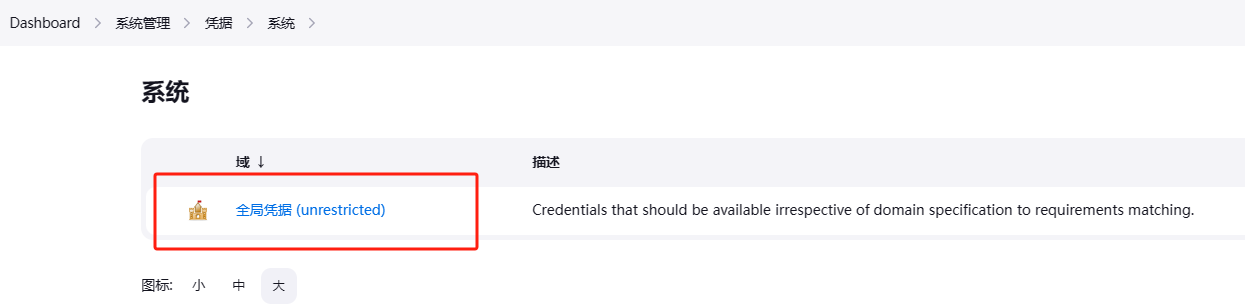 Dashboard > 系统管理 > 凭据 > 系统 >
系统
域 ↓ 描述
全局凭据 (unrestricted) Credentials that should be available irrespective of domain specification to requirements matching.
图标: 小 中 大